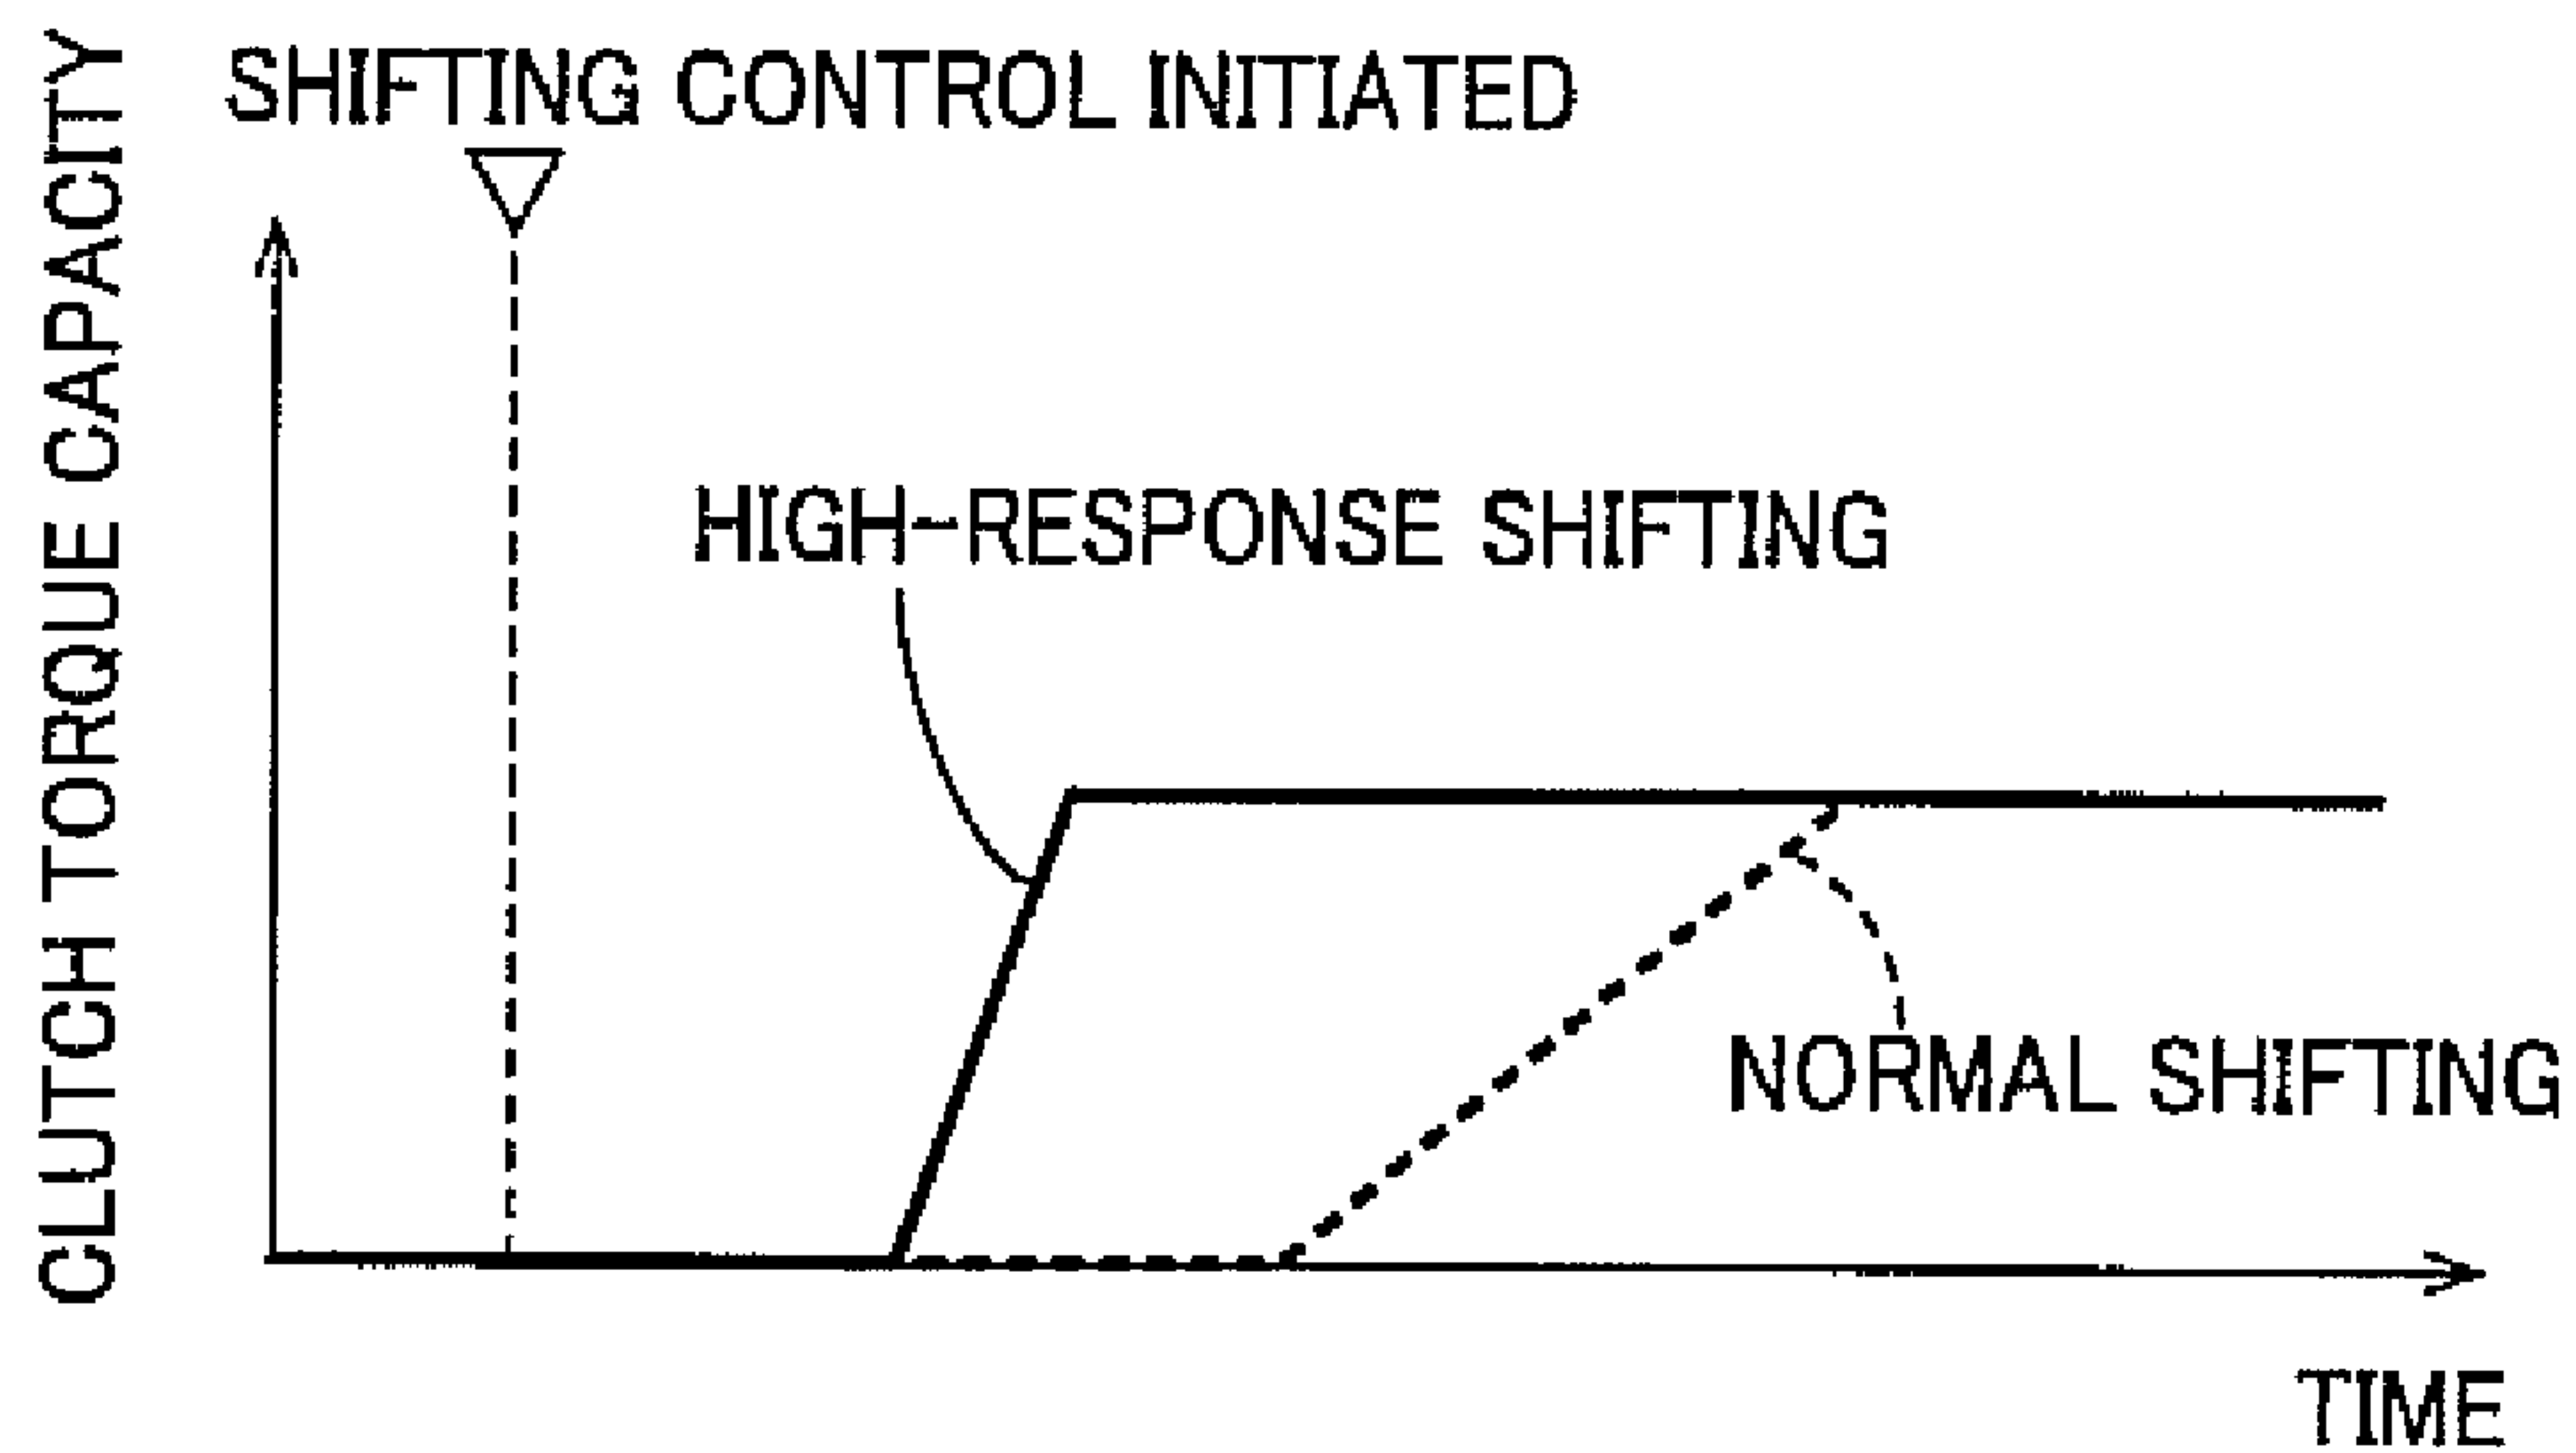 CLUTCH TORQUE CAPACITY
SHIFTING CONTROL INITIATED
HIGH-RESPONSE SHIFTING
NORMAL SHIFTING
TIME